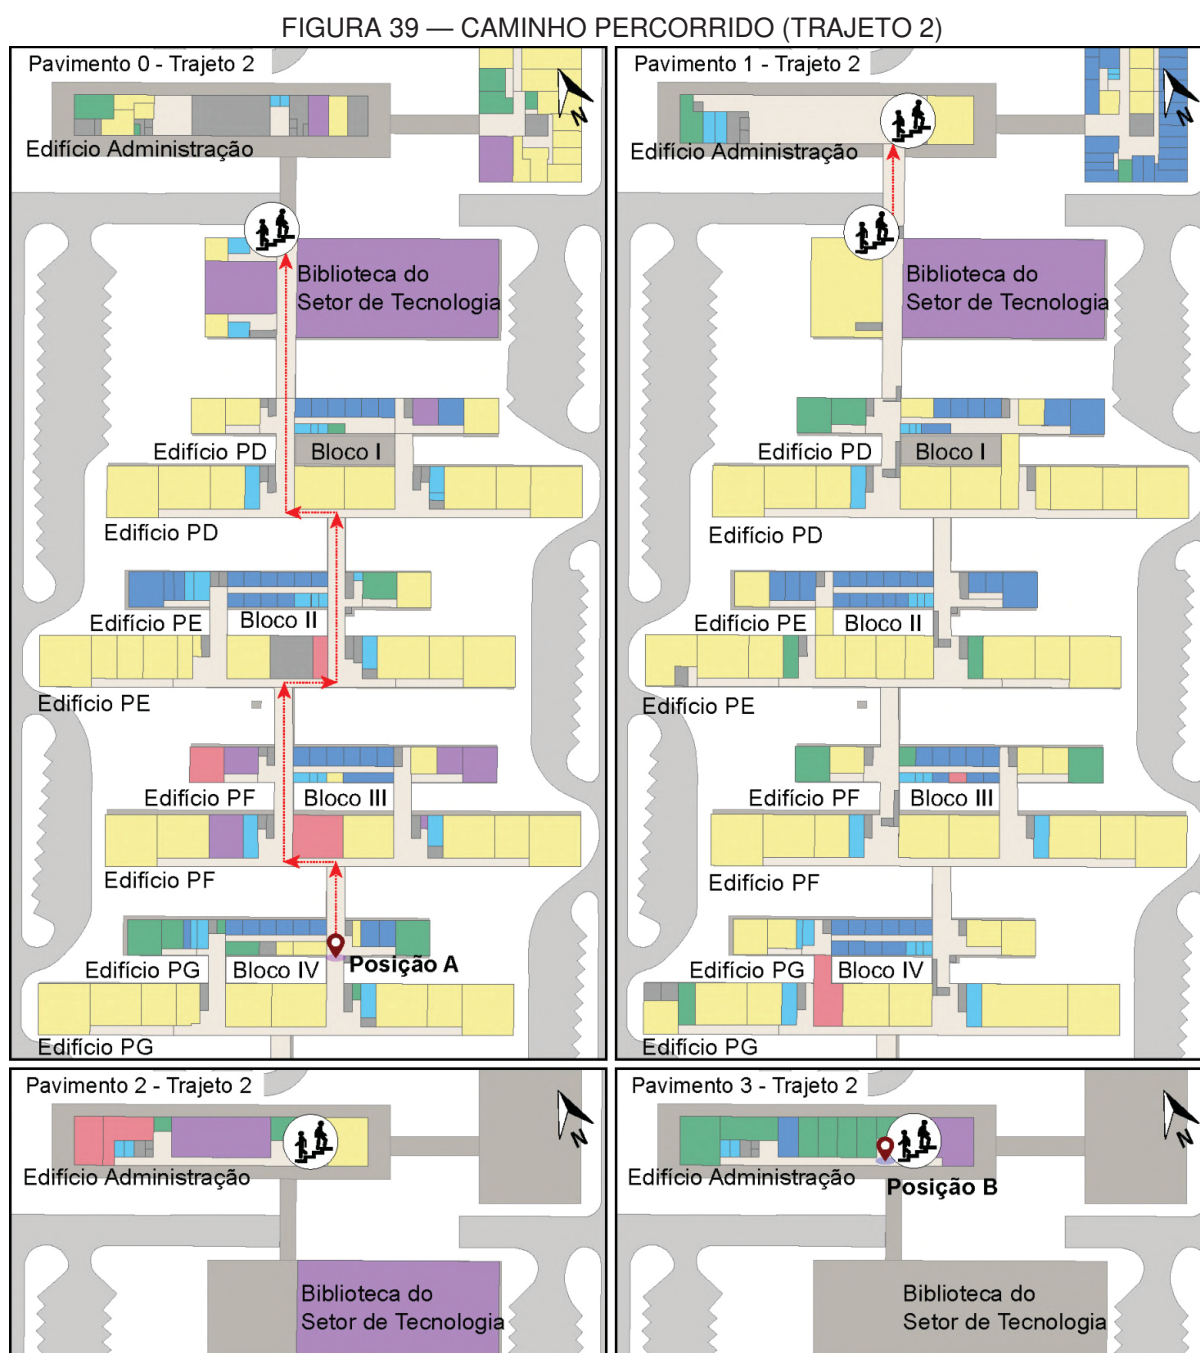 FIGURA 39 — CAMINHO PERCORRIDO (TRAJETO 2)
Pavimento 0 - Trajeto 2
N
Edifício Administração
Biblioteca do
Setor de Tecnologia
Edifício PD
Bloco I
Edifício PD
Edifício PE
Bloco II
Edifício PE
Edifício PF
Bloco III
Edifício PF
Edifício PG
Bloco IV
Posição A
Edifício PG
Pavimento 1 - Trajeto 2
N
Edifício Administração
Biblioteca do
Setor de Tecnologia
Edifício PD
Bloco I
Edifício PD
Edifício PE
Bloco II
Edifício PE
Edifício PF
Bloco III
Edifício PF
Edifício PG
Bloco IV
Edifício PG
Pavimento 2 - Trajeto 2
N
Edifício Administração
Biblioteca do
Setor de Tecnologia
Pavimento 3 - Trajeto 2
N
Edifício Administração
Posição B
Biblioteca do
Setor de Tecnologia